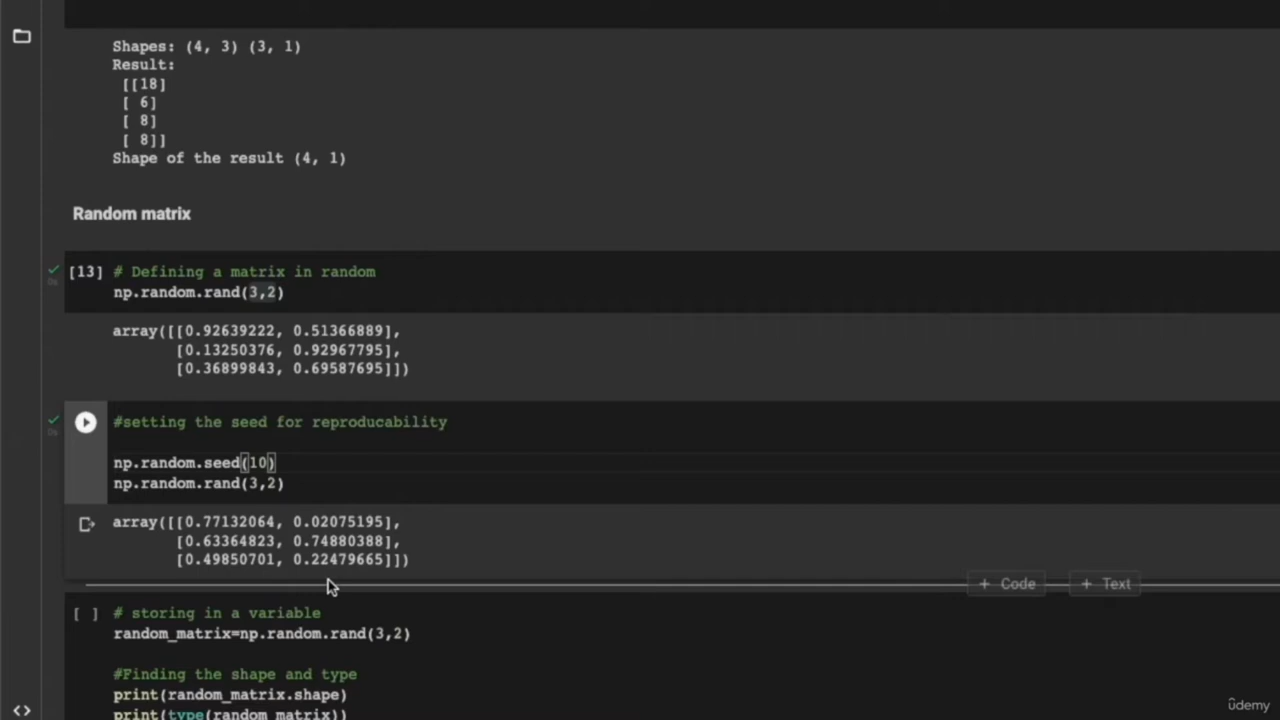 Shapes: (4, 3) (3, 1)
Result:
[[18]
[ 6]
[ 8]
[ 8]]
Shape of the result (4, 1)
Random matrix
[13] # Defining a matrix in random
np.random.rand(3,2)
array([[0.92639222, 0.51366889],
[0.13250376, 0.92967795],
[0.36899843, 0.69587695]])
#setting the seed for reproducability
np.random.seed(10)
np.random.rand(3,2)
array([[0.77132064, 0.02075195],
[0.63364823, 0.74880388],
[0.49850701, 0.22479665]])
+ Code + Text
[ ] # storing in a variable
random_matrix=np.random.rand(3,2)
#Finding the shape and type
print(random_matrix.shape)
print(type(random_matrix))
ûdemy